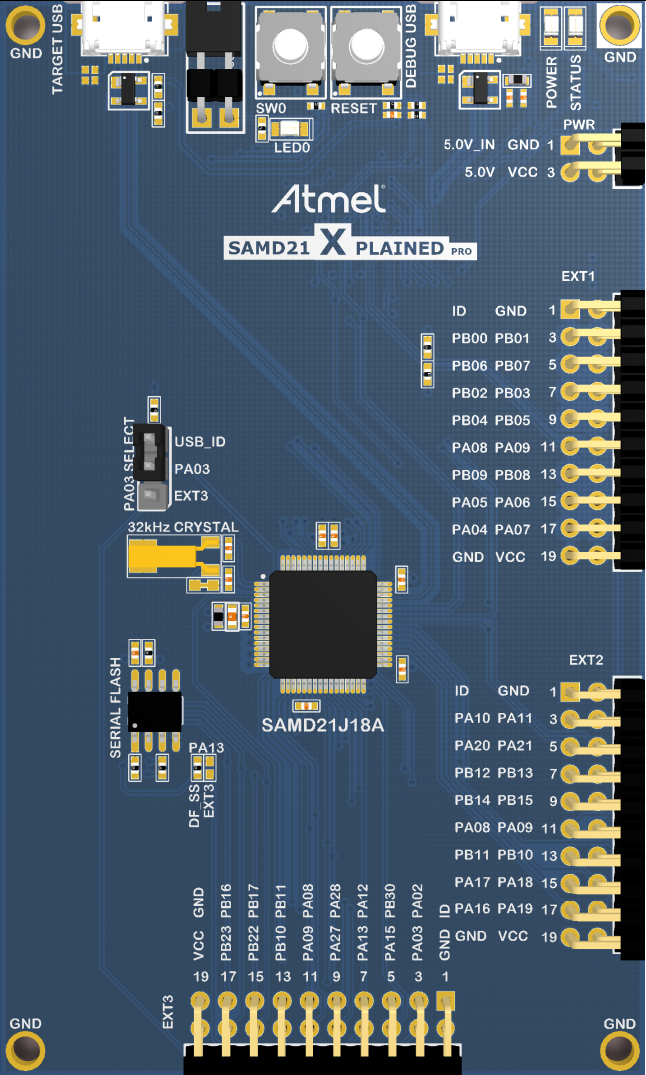 TARGET USB
DEBUG USB
GND
GND
POWER
STATUS
SW0
RESET
LED0
PWR
5.0V_IN GND 1
5.0V VCC 3
Atmel
SAMD21 X PLAINED PRO
EXT1
ID GND 1
PB00 PB01 3
PB06 PB07 5
PB02 PB03 7
PB04 PB05 9
PA08 PA09 11
PB09 PB08 13
PA05 PA06 15
PA04 PA07 17
GND VCC 19
PA03 SELECT
USB_ID
PA03
EXT3
32kHz CRYSTAL
SERIAL FLASH
SAMD21J18A
PA13
DF_SS
EXT3
EXT2
ID GND 1
PA10 PA11 3
PA20 PA21 5
PB12 PB13 7
PB14 PB15 9
PA08 PA09 11
PB11 PB10 13
PA17 PA18 15
PA16 PA19 17
GND VCC 19
EXT3
19 VCC GND
17 PB23 PB16
15 PB22 PB17
13 PB10 PB11
11 PA09 PA08
9 PA27 PA28
7 PA13 PA12
5 PA15 PB30
3 PA03 PA02
1 GND ID
GND
GND